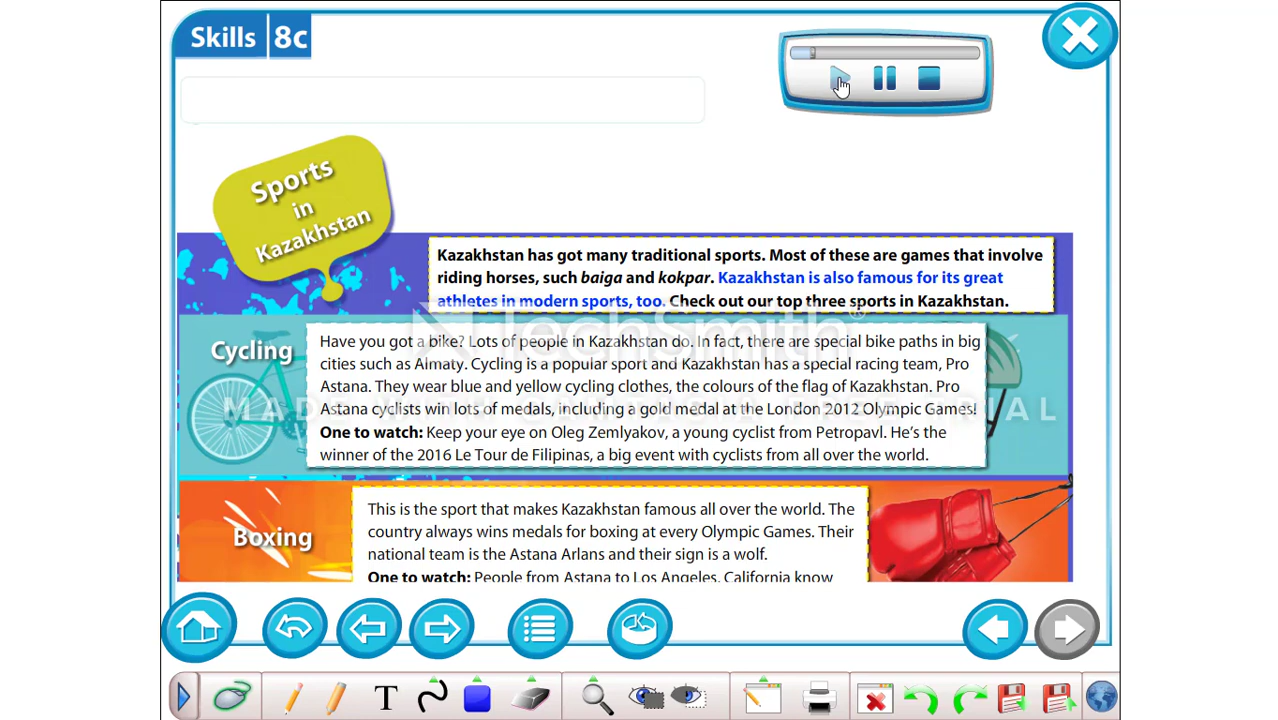 Skills 8c
Sports
in
Kazakhstan
Kazakhstan has got many traditional sports. Most of these are games that involve
riding horses, such baiga and kokpar. Kazakhstan is also famous for its great
athletes in modern sports, too. Check out our top three sports in Kazakhstan.
Cycling
Have you got a bike? Lots of people in Kazakhstan do. In fact, there are special bike paths in big
cities such as Almaty. Cycling is a popular sport and Kazakhstan has a special racing team, Pro
Astana. They wear blue and yellow cycling clothes, the colours of the flag of Kazakhstan. Pro
Astana cyclists win lots of medals, including a gold medal at the London 2012 Olympic Games!
One to watch: Keep your eye on Oleg Zemlyakov, a young cyclist from Petropavl. He's the
winner of the 2016 Le Tour de Filipinas, a big event with cyclists from all over the world.
TechSmith®
MADE WITH CAMTASIA FREE TRIAL
Boxing
This is the sport that makes Kazakhstan famous all over the world. The
country always wins medals for boxing at every Olympic Games. Their
national team is the Astana Arlans and their sign is a wolf.
One to watch: People from Astana to Los Angeles, California know
T